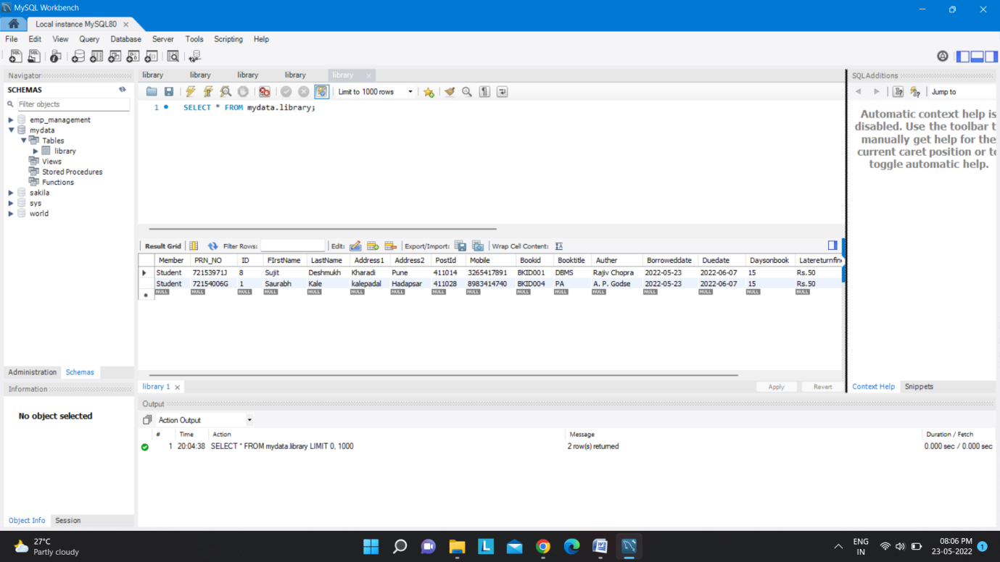 MySQL Workbench
Local instance MySQL80
File Edit View Query Database Server Tools Scripting Help
Navigator
SCHEMAS
Filter objects
emp_management
mydata
Tables
library
Views
Stored Procedures
Functions
sakila
sys
world
Administration Schemas
Information
No object selected
Object Info Session
library library library library library
Limit to 1000 rows
1 SELECT * FROM mydata.library;
Result Grid Filter Rows: Edit: Export/Import: Wrap Cell Content:
Member PRN_NO ID FIrstName LastName Address1 Address2 PostId Mobile Bookid Booktitle Auther Borroweddate Duedate Daysonbook Latereturnfine
Student 72153971J 8 Sujit Deshmukh Kharadi Pune 411014 3265417891 BKID001 DBMS Rajiv Chopra 2022-05-23 2022-06-07 15 Rs.50
Student 72154006G 1 Saurabh Kale kalepadal Hadapsar 411028 8983414740 BKID004 PA A. P. Godse 2022-05-23 2022-06-07 15 Rs.50
NULL NULL NULL NULL NULL NULL NULL NULL NULL NULL NULL NULL NULL NULL NULL NULL
library 1 Apply Revert
Output
Action Output
# Time Action Message Duration / Fetch
1 20:04:38 SELECT * FROM mydata.library LIMIT 0, 1000 2 row(s) returned 0.000 sec / 0.000 sec
SQLAdditions
Jump to
Automatic context help is
disabled. Use the toolbar t
manually get help for the
current caret position or to
toggle automatic help.
Context Help Snippets
27°C
Partly cloudy
ENG
IN
08:06 PM
23-05-2022
1